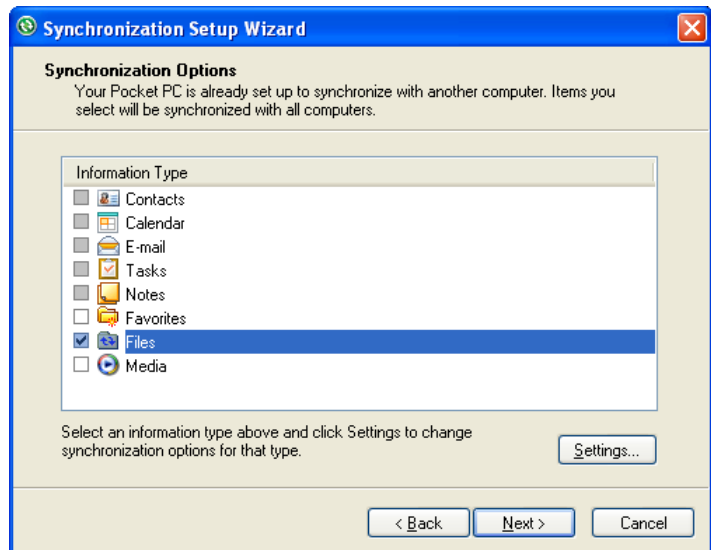 Synchronization Setup Wizard
Synchronization Options
Your Pocket PC is already set up to synchronize with another computer. Items you
select will be synchronized with all computers.
Information Type
Contacts
Calendar
E-mail
Tasks
Notes
Favorites
Files
Media
Select an information type above and click Settings to change
synchronization options for that type.
Settings...
< Back
Next >
Cancel